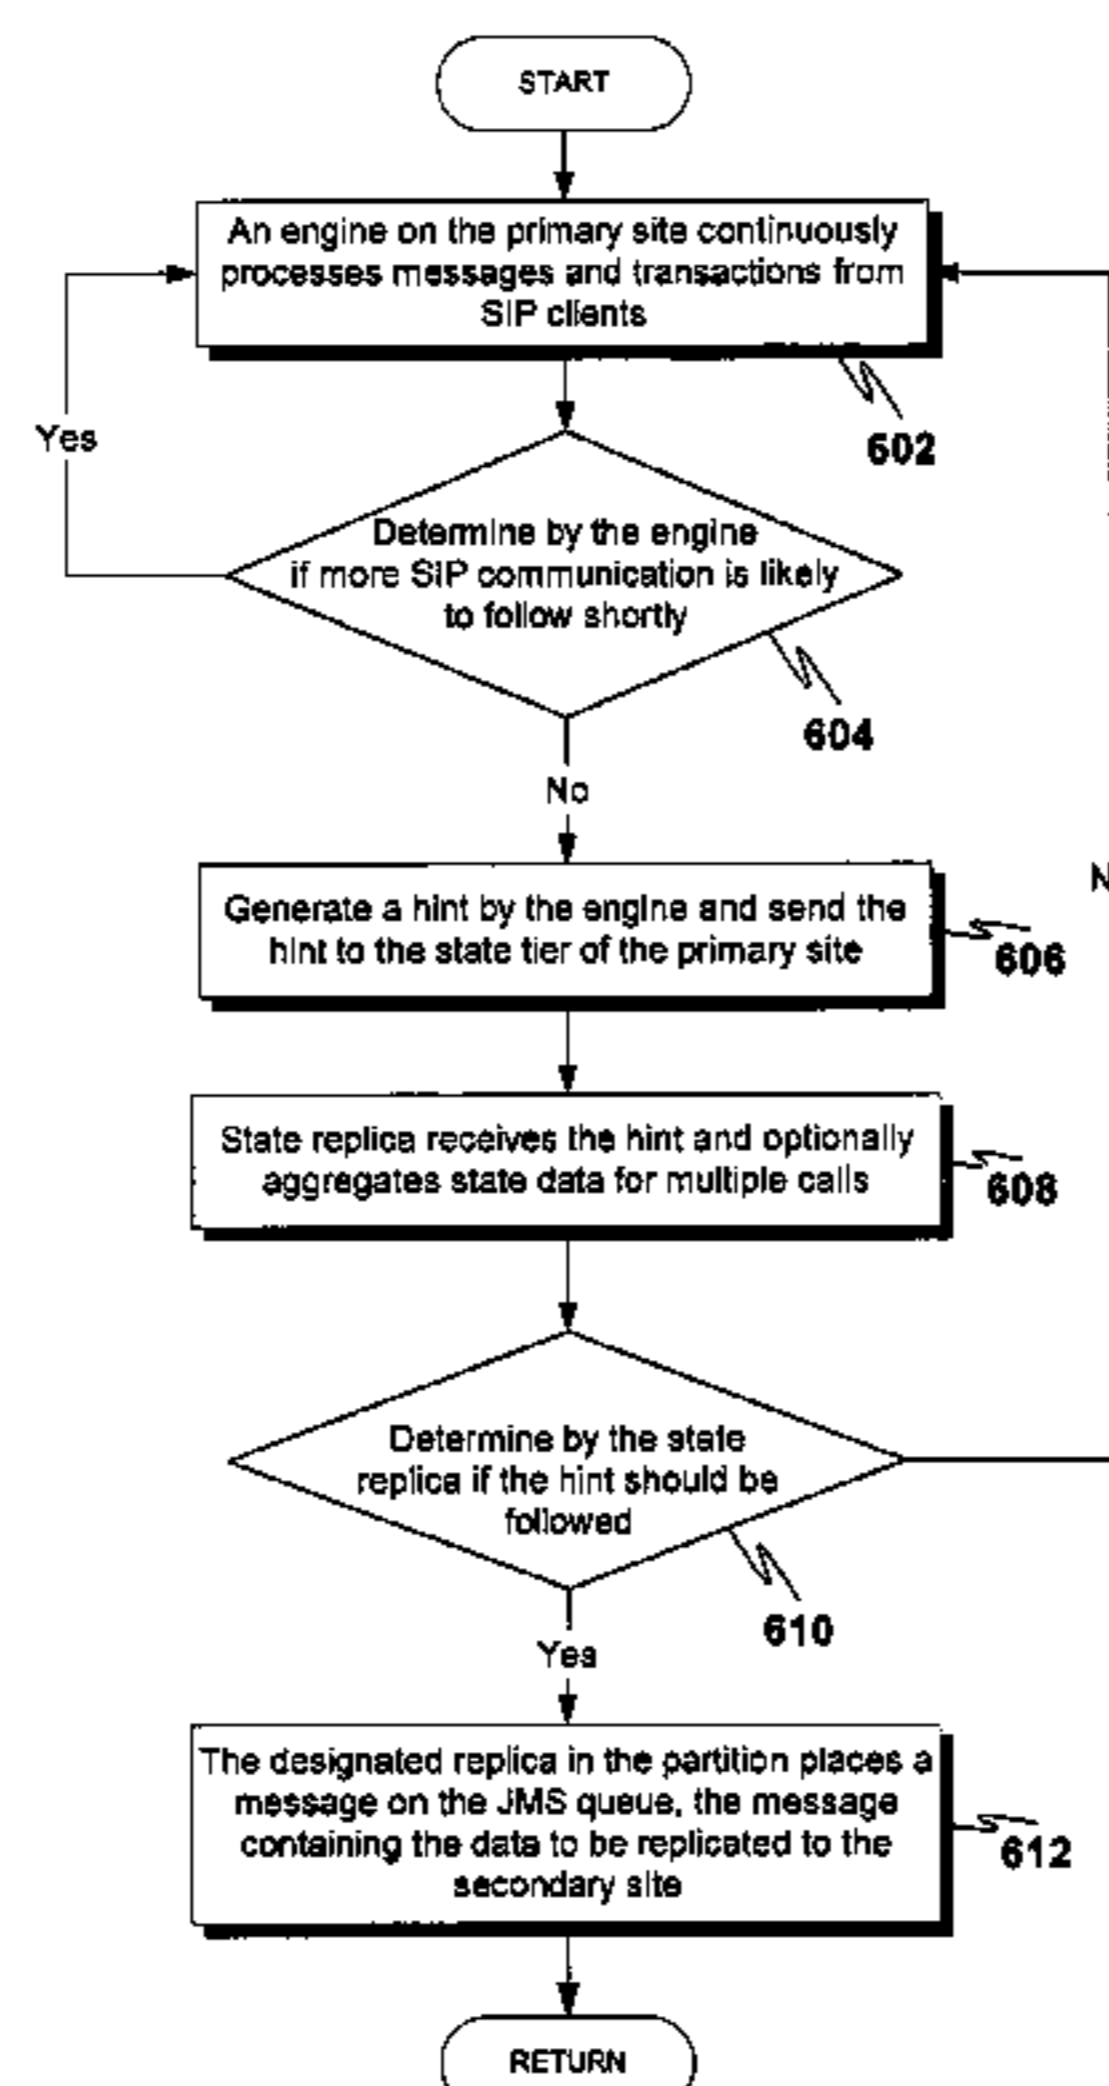 START
An engine on the primary site continuously
processes messages and transactions from
SIP clients
602
Yes
Determine by the engine
if more SIP communication is likely
to follow shortly
604
No
Generate a hint by the engine and send the
hint to the state tier of the primary site
606
State replica receives the hint and optionally
aggregates state data for multiple calls
608
Determine by the state
replica if the hint should be
followed
610
Yes
The designated replica in the partition places a
message on the JMS queue, the message
containing the data to be replicated to the
secondary site
612
RETURN